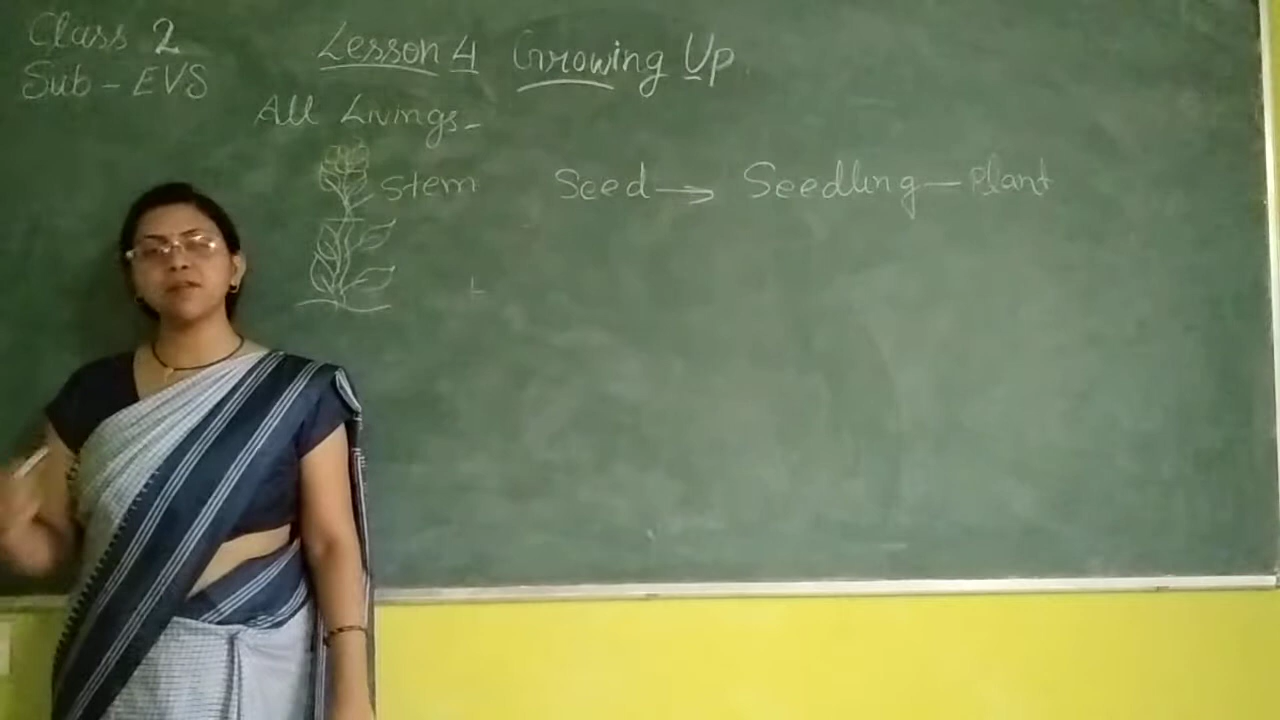 Class 2
Sub - EVS
Lesson 4 Growing Up
All Livings-
Stem
Seed → Seedling — Plant